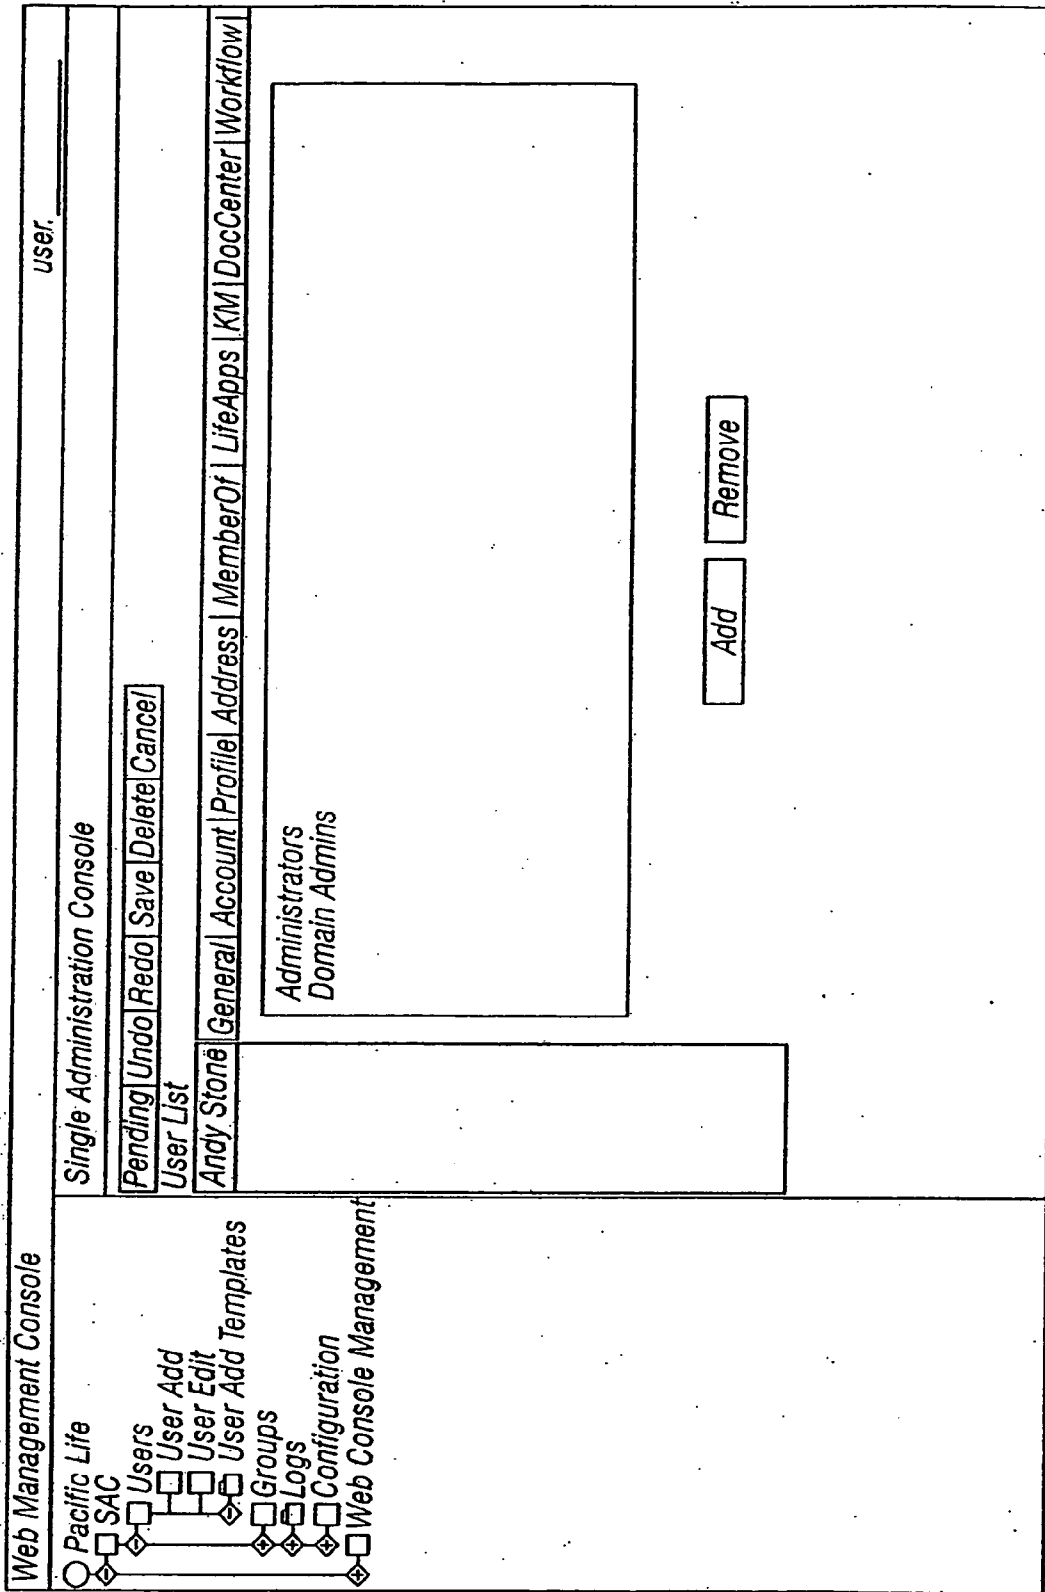 Web Management Console
user.
Pacific Life
SAC
Users
User Add
User Edit
User Add Templates
Groups
Logs
Configuration
Web Console Management
Single Administration Console
Pending Undo Redo Save Delete Cancel
User List
Andy Stone
General Account Profile Address MemberOf LifeApps KM DocCenter Workflow
Administrators
Domain Admins
Add Remove